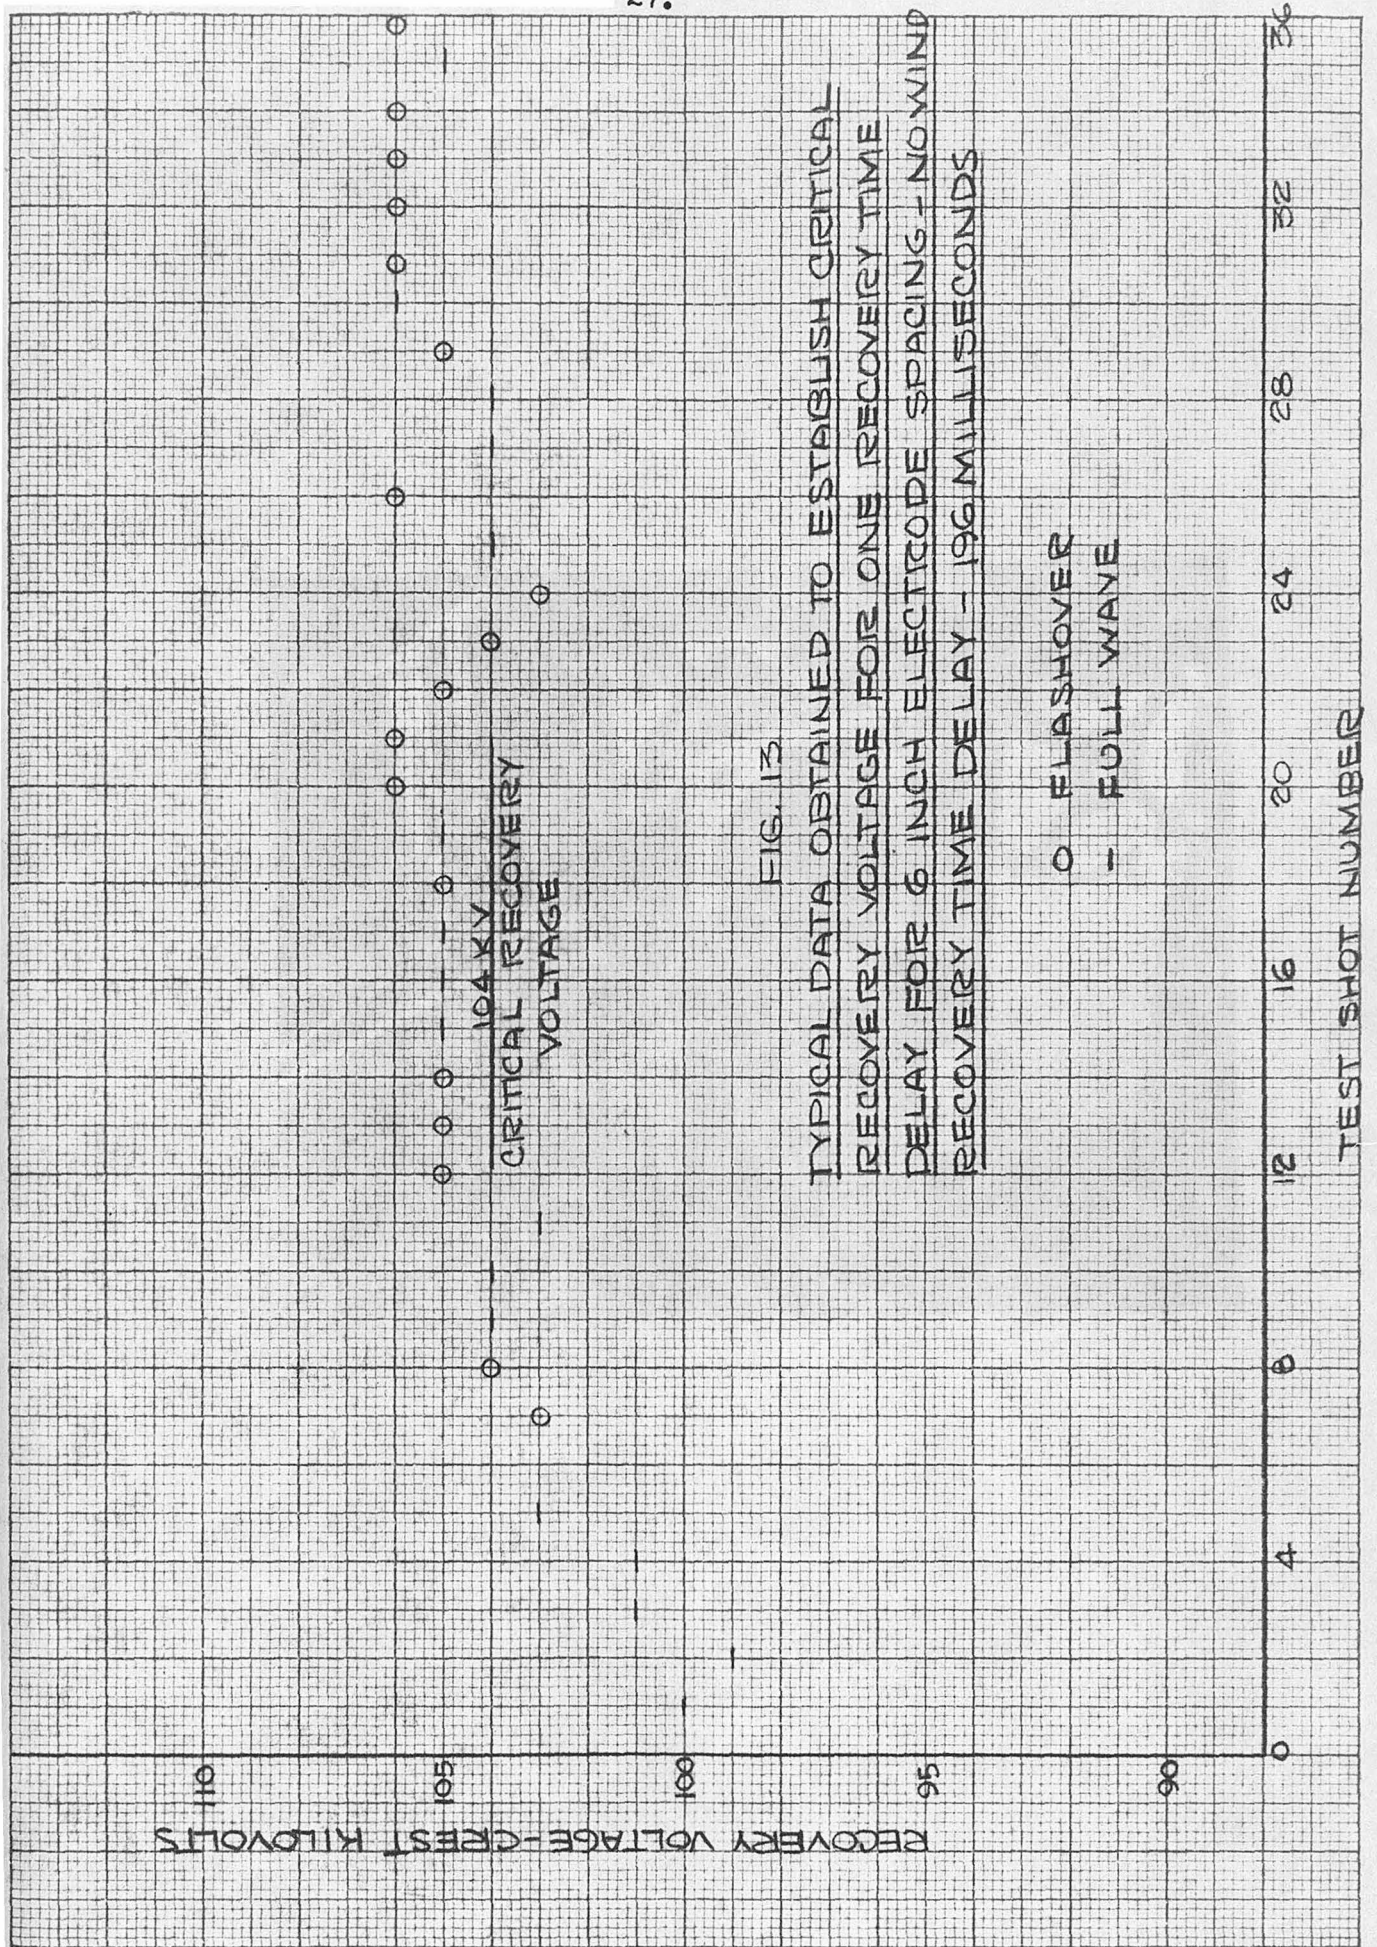 27.
110
105
100
95
90
RECOVERY VOLTAGE-CREST KILOVOLTS
104 KV
CRITICAL RECOVERY
VOLTAGE
FIG. 13
TYPICAL DATA OBTAINED TO ESTABLISH CRITICAL
RECOVERY VOLTAGE FOR ONE RECOVERY TIME
DELAY FOR 6 INCH ELECTRODE SPACING - NO WIND
RECOVERY TIME DELAY - 196 MILLISECONDS
O FLASHOVER
- FULL WAVE
0 4 8 12 16 20 24 28 32 36
TEST SHOT NUMBER